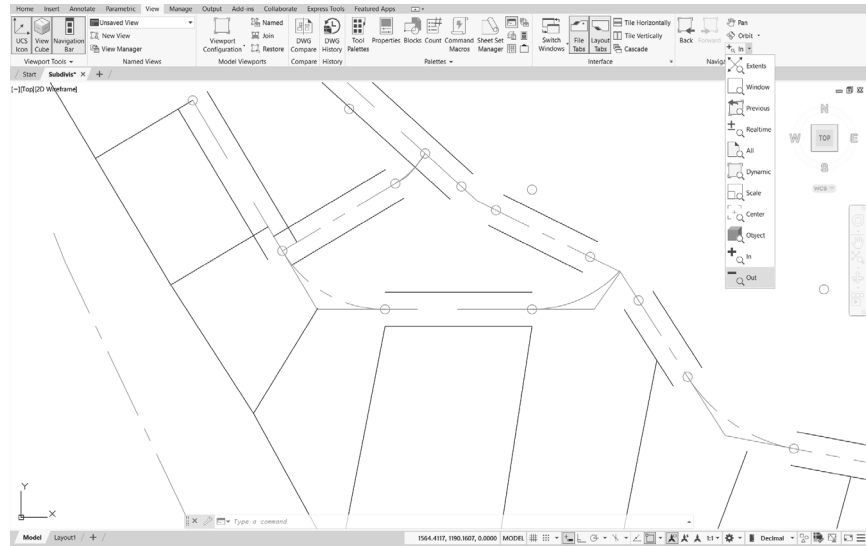 Home Insert Annotate Parametric View Manage Output Add-ins Collaborate Express Tools Featured Apps
UCS Icon
View Cube
Navigation Bar
Viewport Tools
Unsaved View
New View
View Manager
Named Views
Viewport Configuration
Named
Join
Restore
Model Viewports
DWG Compare
Compare
DWG History
History
Tool Palettes
Properties
Blocks
Count
Command Macros
Sheet Set Manager
Palettes
Switch Windows
File Tabs
Layout Tabs
Tile Horizontally
Tile Vertically
Cascade
Interface
Back
Forward
Pan
Orbit
In
Naviga
Start Subdivis* × +
[−][Top][2D Wireframe]
Extents
Window
Previous
Realtime
All
Dynamic
Scale
Center
Object
In
Out
N
W TOP E
S
WCS
Y
X
Type a command
Model Layout1 +
1564.4117, 1190.1607, 0.0000 MODEL 1:1 Decimal